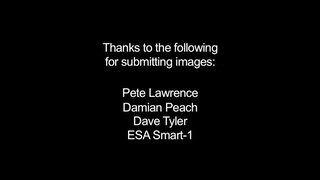 Thanks to the following
for submitting images:
Pete Lawrence
Damian Peach
Dave Tyler
ESA Smart-1